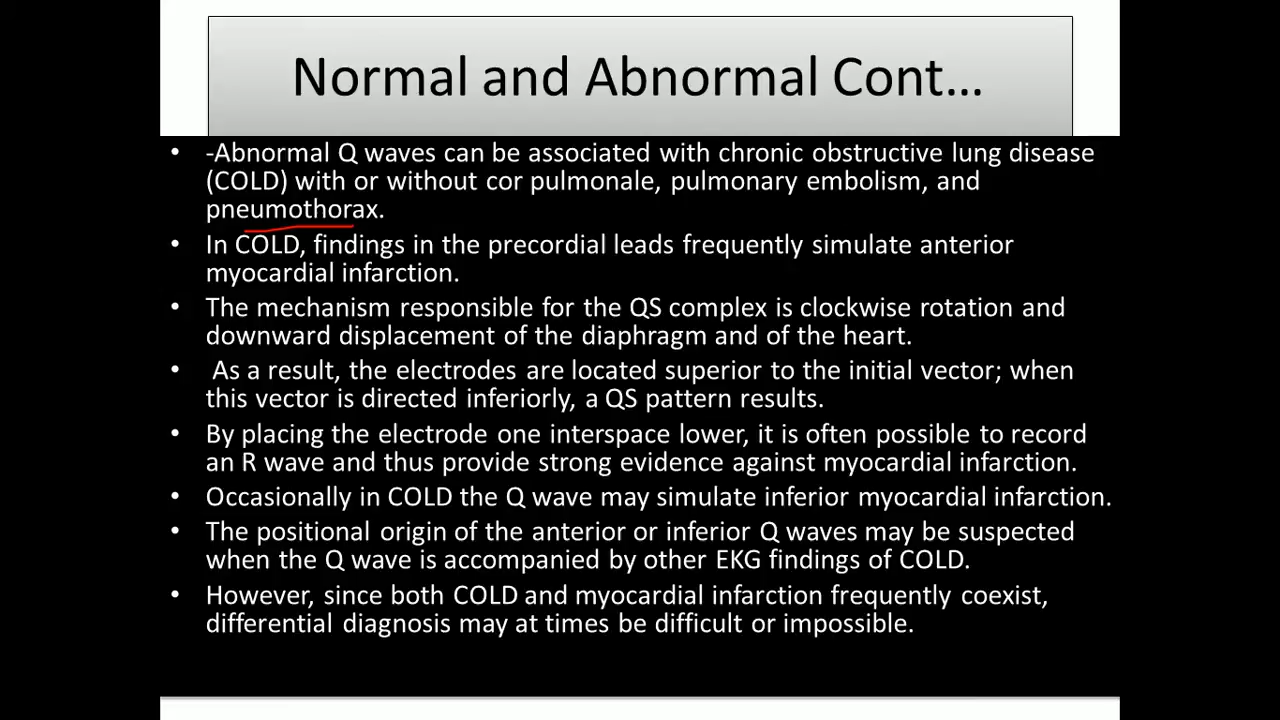 Normal and Abnormal Cont...
• -Abnormal Q waves can be associated with chronic obstructive lung disease
(COLD) with or without cor pulmonale, pulmonary embolism, and
pneumothorax.
• In COLD, findings in the precordial leads frequently simulate anterior
myocardial infarction.
• The mechanism responsible for the QS complex is clockwise rotation and
downward displacement of the diaphragm and of the heart.
• As a result, the electrodes are located superior to the initial vector; when
this vector is directed inferiorly, a QS pattern results.
• By placing the electrode one interspace lower, it is often possible to record
an R wave and thus provide strong evidence against myocardial infarction.
• Occasionally in COLD the Q wave may simulate inferior myocardial infarction.
• The positional origin of the anterior or inferior Q waves may be suspected
when the Q wave is accompanied by other EKG findings of COLD.
• However, since both COLD and myocardial infarction frequently coexist,
differential diagnosis may at times be difficult or impossible.